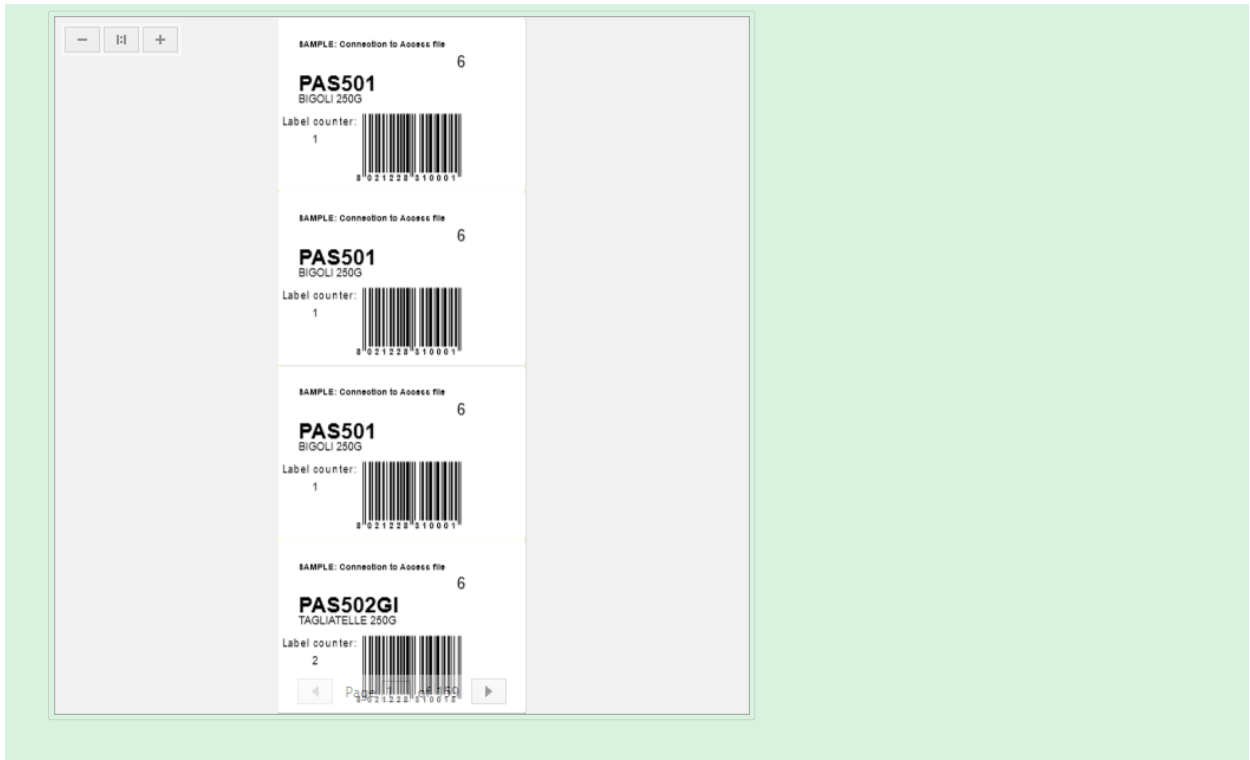 SAMPLE: Connection to Access file
6
PAS501
BIGOLI 250G
Label counter:
1
8 021228 310001
SAMPLE: Connection to Access file
6
PAS501
BIGOLI 250G
Label counter:
1
8 021228 310001
SAMPLE: Connection to Access file
6
PAS501
BIGOLI 250G
Label counter:
1
8 021228 310001
SAMPLE: Connection to Access file
6
PAS502GI
TAGLIATELLE 250G
Label counter:
2
Page 1 of 159